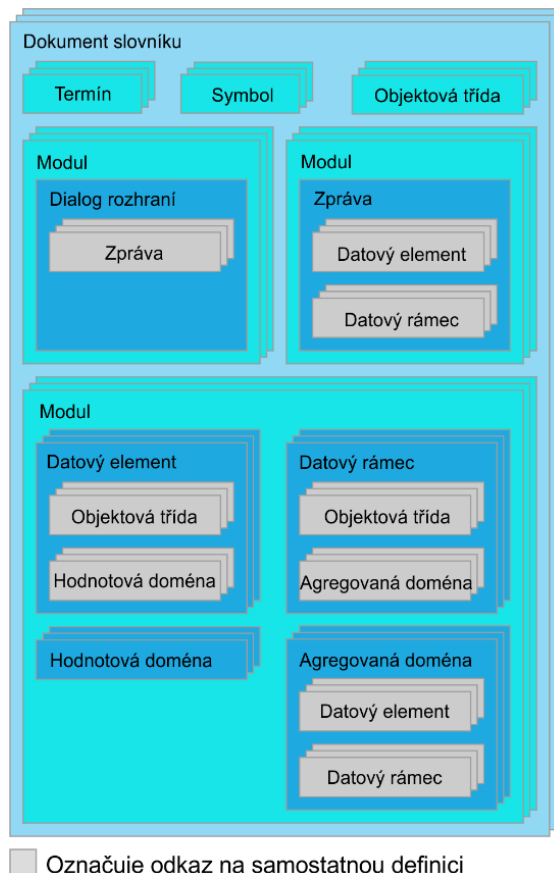 Dokument slovníku
Termín
Symbol
Objektová třída
Modul
Dialog rozhraní
Zpráva
Modul
Zpráva
Datový element
Datový rámec
Modul
Datový element
Objektová třída
Hodnotová doména
Hodnotová doména
Datový rámec
Objektová třída
Agregovaná doména
Agregovaná doména
Datový element
Datový rámec
Označuje odkaz na samostatnou definici